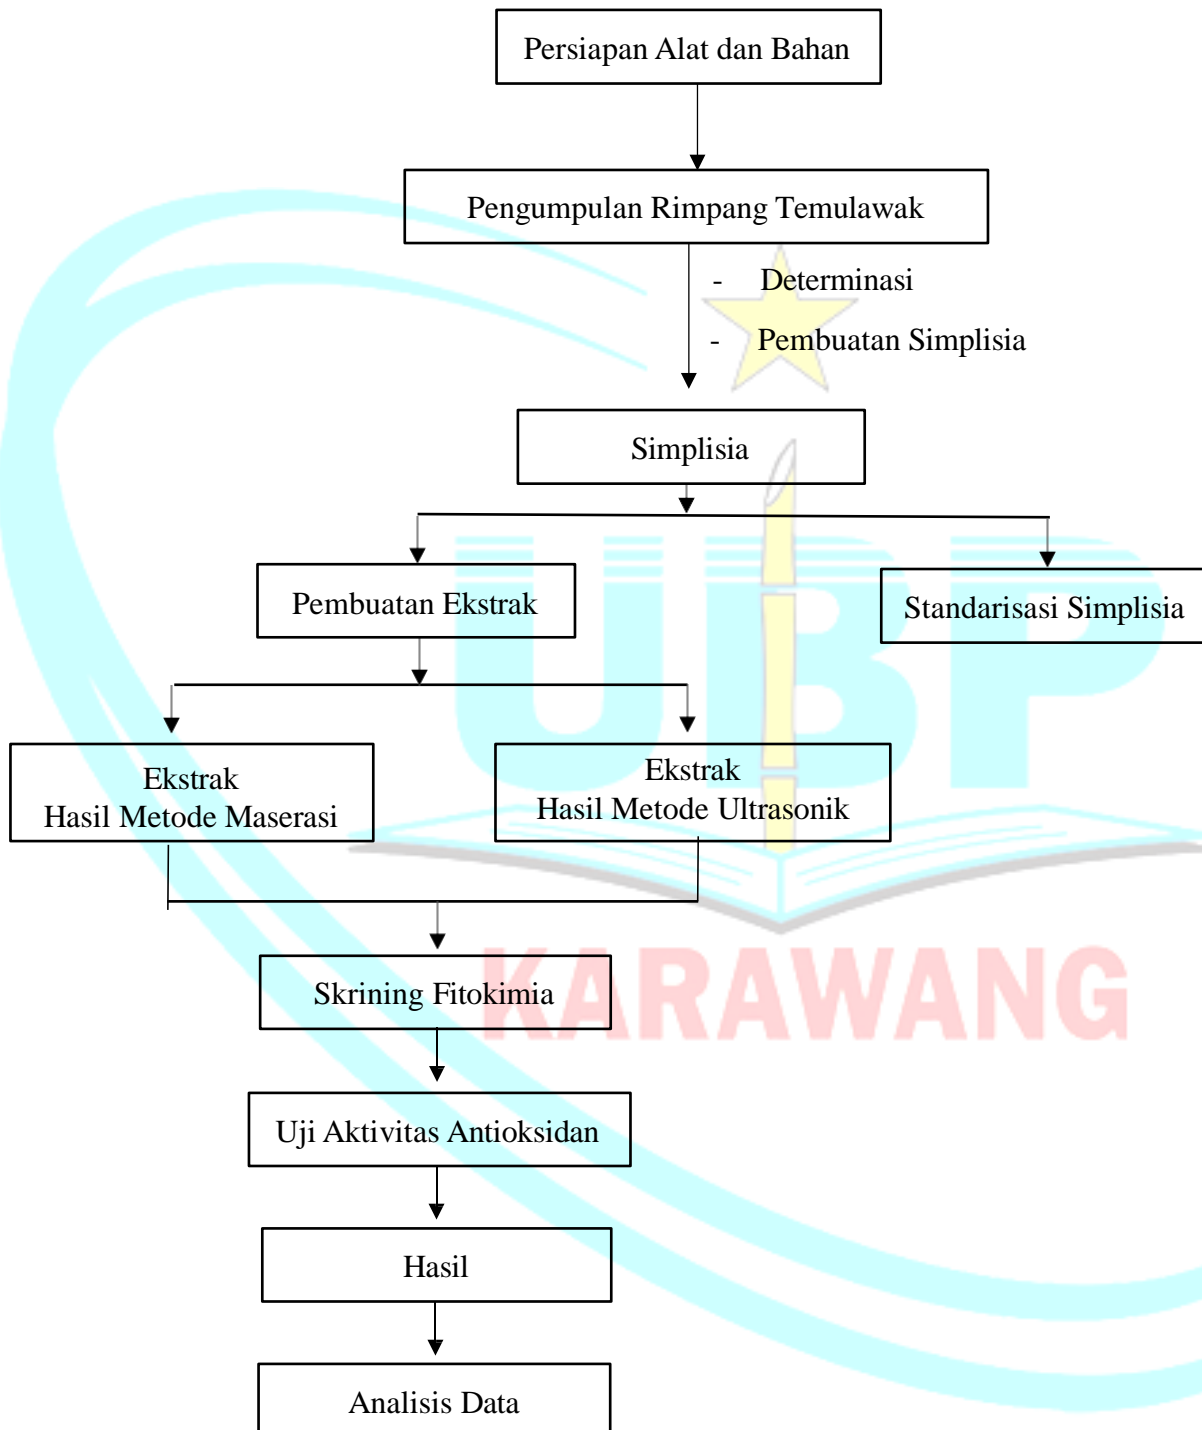 Persiapan Alat dan Bahan
Pengumpulan Rimpang Temulawak
- Determinasi
- Pembuatan Simplisia
Simplisia
Pembuatan Ekstrak
Standarisasi Simplisia
UBP
Ekstrak
Hasil Metode Maserasi
Ekstrak
Hasil Metode Ultrasonik
KARAWANG
Skrining Fitokimia
Uji Aktivitas Antioksidan
Hasil
Analisis Data